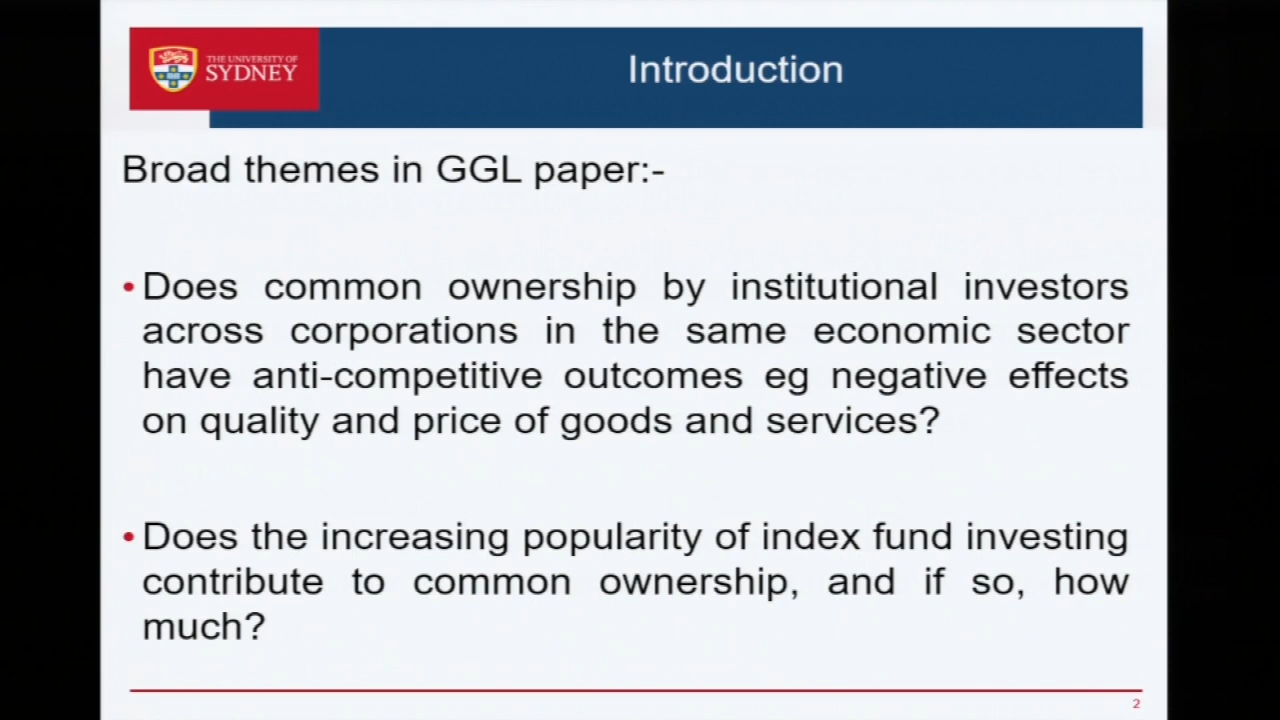 THE UNIVERSITY OF
SYDNEY
Introduction
Broad themes in GGL paper:-
• Does common ownership by institutional investors
across corporations in the same economic sector
have anti-competitive outcomes eg negative effects
on quality and price of goods and services?
• Does the increasing popularity of index fund investing
contribute to common ownership, and if so, how
much?
2